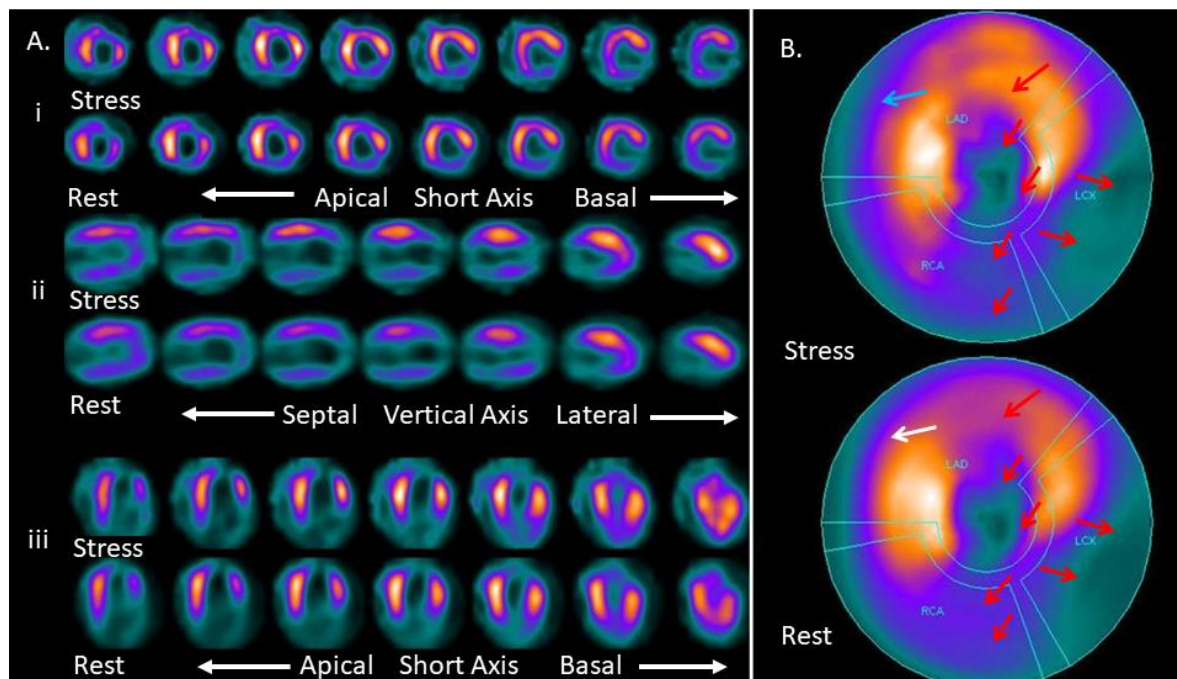 A.
Stress
i
Rest
Apical Short Axis Basal
ii
Stress
Rest
Septal Vertical Axis Lateral
iii
Stress
Rest
Apical Short Axis Basal
B.
LAD
LCX
RCA
Stress
LAD
LCX
RCA
Rest